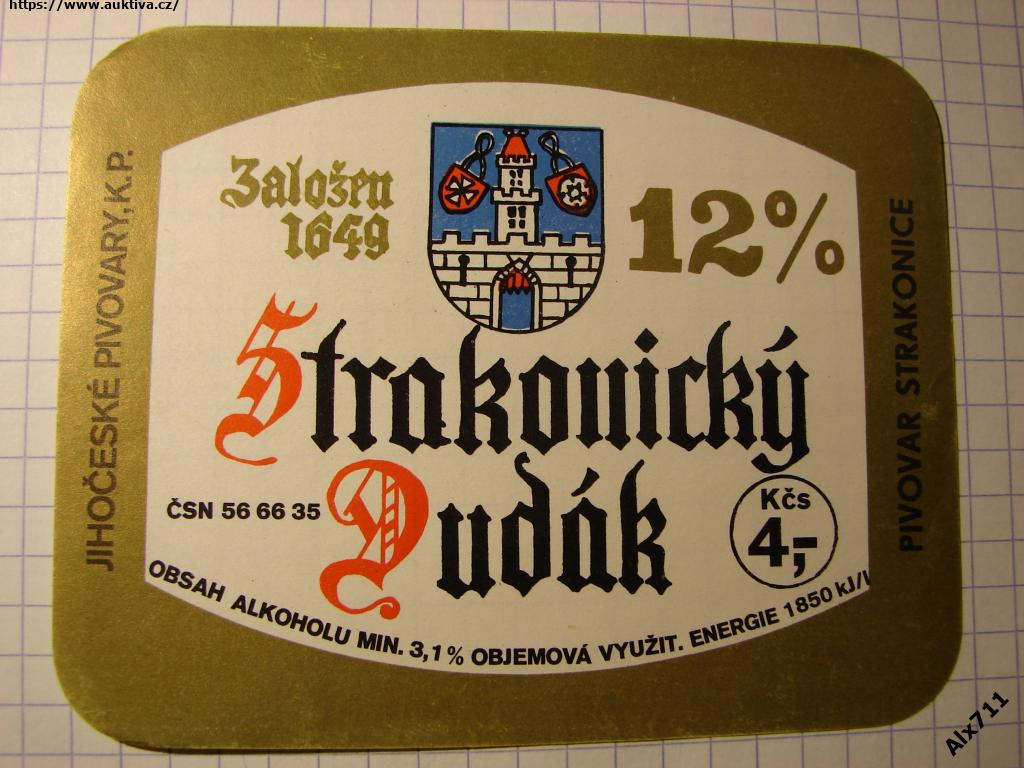 https://www.auktiva.cz/
JIHOČESKÉ PIVOVARY, K.P.
Založen
1649
12%
Strakonický
Dudák
ČSN 56 66 35
Kčs
4,-
OBSAH ALKOHOLU MIN. 3,1% OBJEMOVÁ VYUŽIT. ENERGIE 1850 kJ/l
PIVOVAR STRAKONICE
Alx711